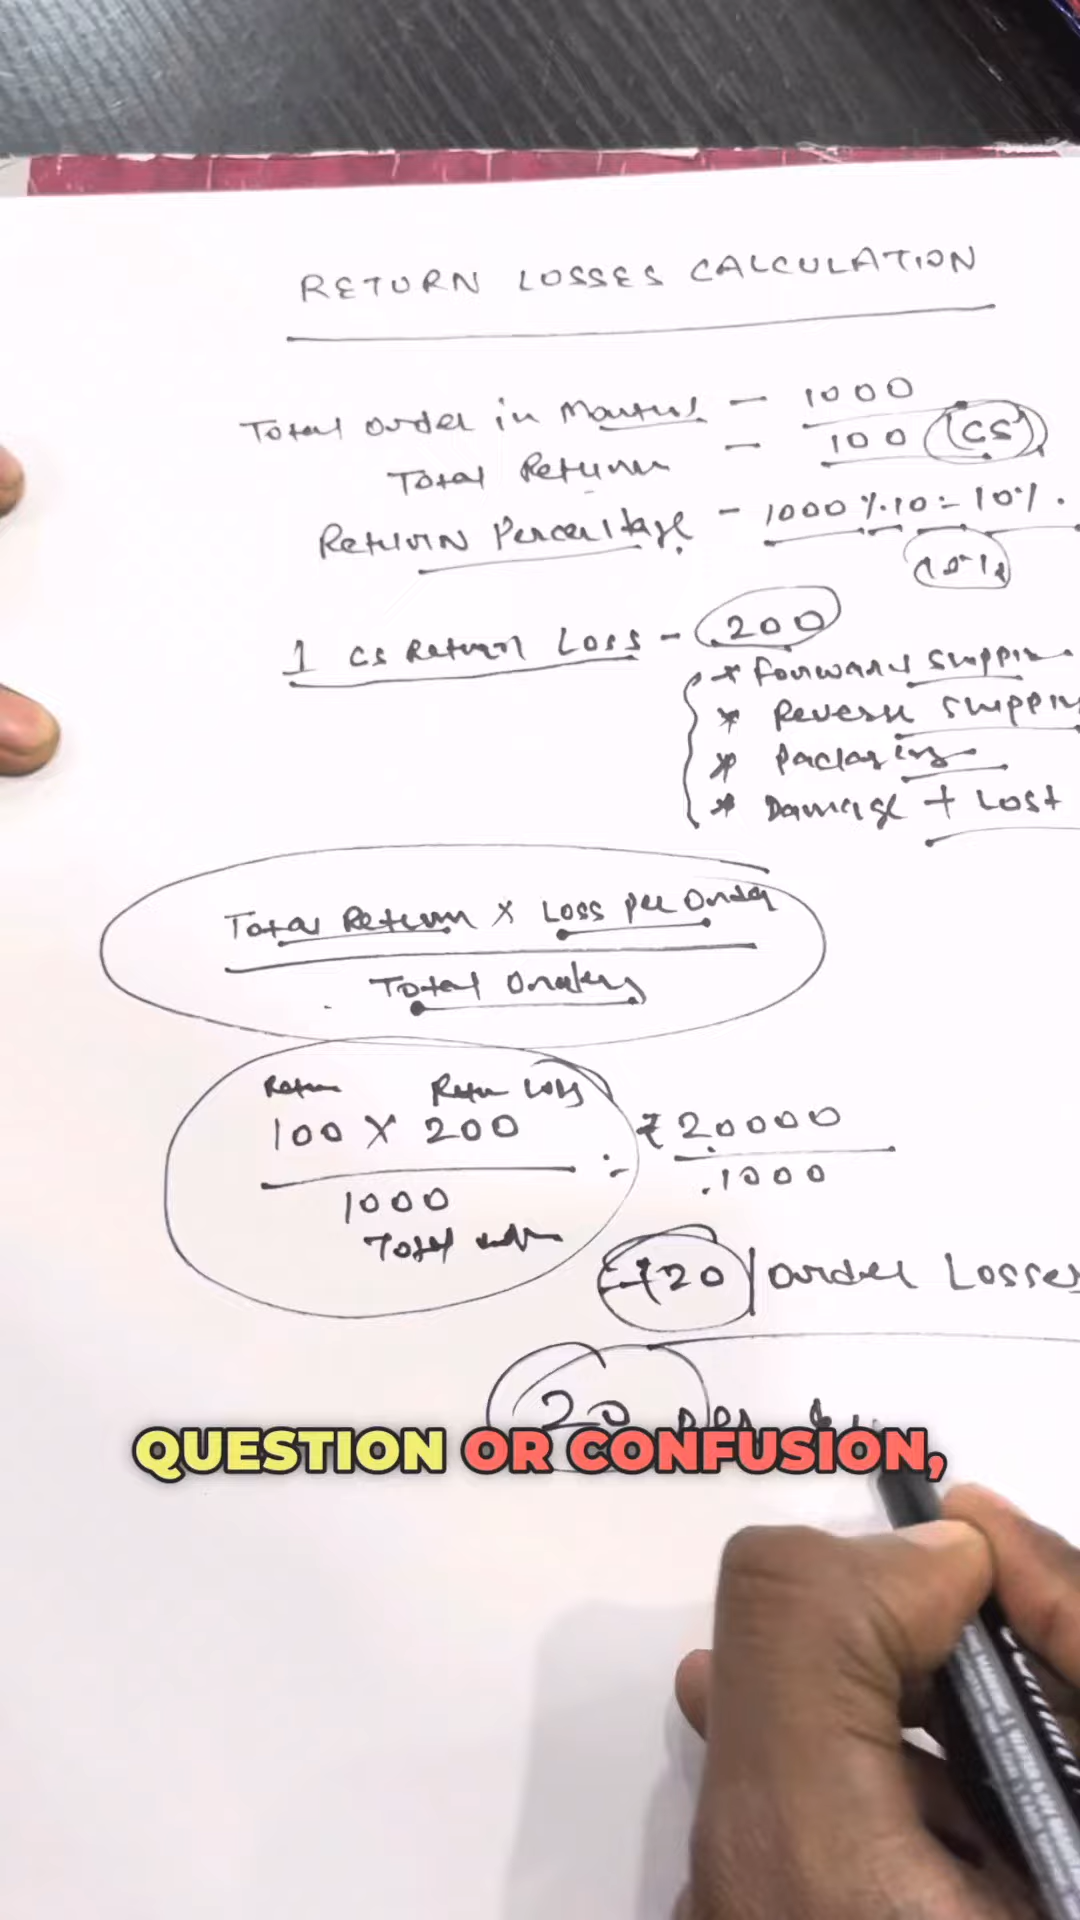 RETURN LOSSES CALCULATION
Total Order in Month — 1000
Total Return — 100 (CS)
Return Percentage - 1000 %.10 = 10%.
10%
1 CS Return Loss - 200
* Forward Shippin
* Reverse Shippin
* Packaging
* Damage + Lost
Total Return X Loss per Order
Total Orders
Return Return Loss
100 X 200
1000
Total order
= ₹20000
1000
= ₹20 | Order Losses
20 per
QUESTION OR CONFUSION,